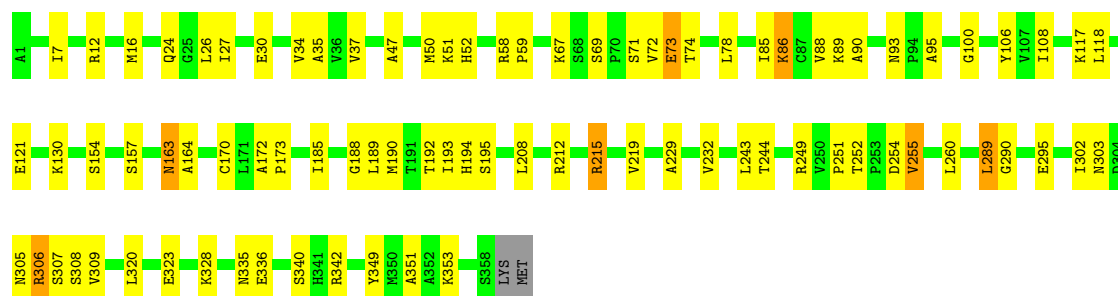 A1 I7 R12 M16 Q24 G25 L26 I27 E30 V34 A35 V36 V37 A47 M50 K51 H52 R58 P59 K67 S68 S69 P70 S71 V72 E73 T74 L78 I85 K86 C87 V88 K89 A90 N93 P94 A95 G100 Y106 V107 I108 K117 L118
E121 K130 S154 S157 N163 A164 C170 L171 A172 P173 I185 G188 L189 M190 T191 T192 I193 H194 S195 L208 R212 R215 V219 A229 V232 L243 T244 R249 V250 P251 T252 P253 D254 V255 L260 L289 G290 E295 I302 N303 D304
N305 R306 S307 S308 V309 L320 E323 K328 N335 E336 S340 H341 R342 Y349 M350 A351 A352 K353 S358 LYS MET